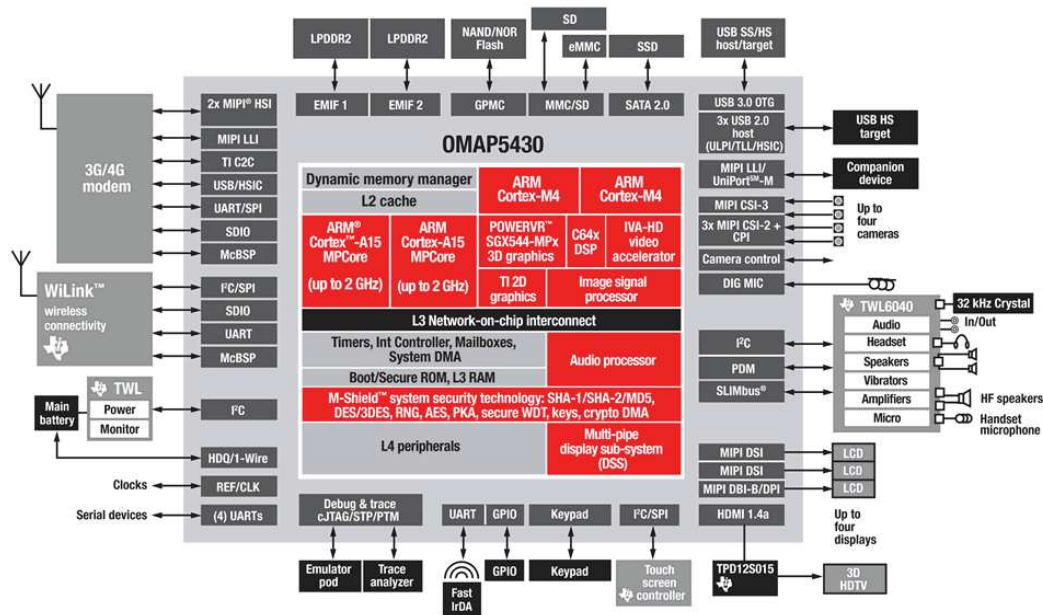 LPDDR2
LPDDR2
NAND/NOR
Flash
SD
eMMC
SSD
USB SS/HS
host/target
EMIF 1
EMIF 2
GPMC
MMC/SD
SATA 2.0
USB 3.0 OTG
3x USB 2.0
host
(ULPI/TLL/HSIC)
USB HS
target
MIPI LLI/
UniPort℠-M
Companion
device
MIPI CSI-3
3x MIPI CSI-2 +
CPI
Up to
four
cameras
Camera control
DIG MIC
3G/4G
modem
2x MIPI® HSI
MIPI LLI
TI C2C
USB/HSIC
UART/SPI
SDIO
McBSP
WiLink™
wireless
connectivity
I²C/SPI
SDIO
UART
McBSP
TWL
Power
Monitor
Main
battery
I²C
HDQ/1-Wire
Clocks
REF/CLK
Serial devices
(4) UARTs
OMAP5430
Dynamic memory manager
L2 cache
ARM
Cortex-M4
ARM
Cortex-M4
ARM®
Cortex™-A15
MPCore
(up to 2 GHz)
ARM
Cortex-A15
MPCore
(up to 2 GHz)
POWERVR™
SGX544-MPx
3D graphics
C64x
DSP
IVA-HD
video
accelerator
TI 2D
graphics
Image signal
processor
L3 Network-on-chip interconnect
Timers, Int Controller, Mailboxes,
System DMA
Boot/Secure ROM, L3 RAM
Audio processor
M-Shield™ system security technology: SHA-1/SHA-2/MD5,
DES/3DES, RNG, AES, PKA, secure WDT, keys, crypto DMA
L4 peripherals
Multi-pipe
display sub-system
(DSS)
I²C
PDM
SLIMbus®
TWL6040
Audio
Headset
Speakers
Vibrators
Amplifiers
Micro
32 kHz Crystal
In/Out
HF speakers
Handset
microphone
MIPI DSI
LCD
MIPI DSI
LCD
MIPI DBI-B/DPI
LCD
HDMI 1.4a
Up to
four
displays
TPD12S015
3D
HDTV
Debug & trace
cJTAG/STP/PTM
UART
GPIO
Keypad
I²C/SPI
Emulator
pod
Trace
analyzer
Fast
IrDA
GPIO
Keypad
Touch
screen
controller